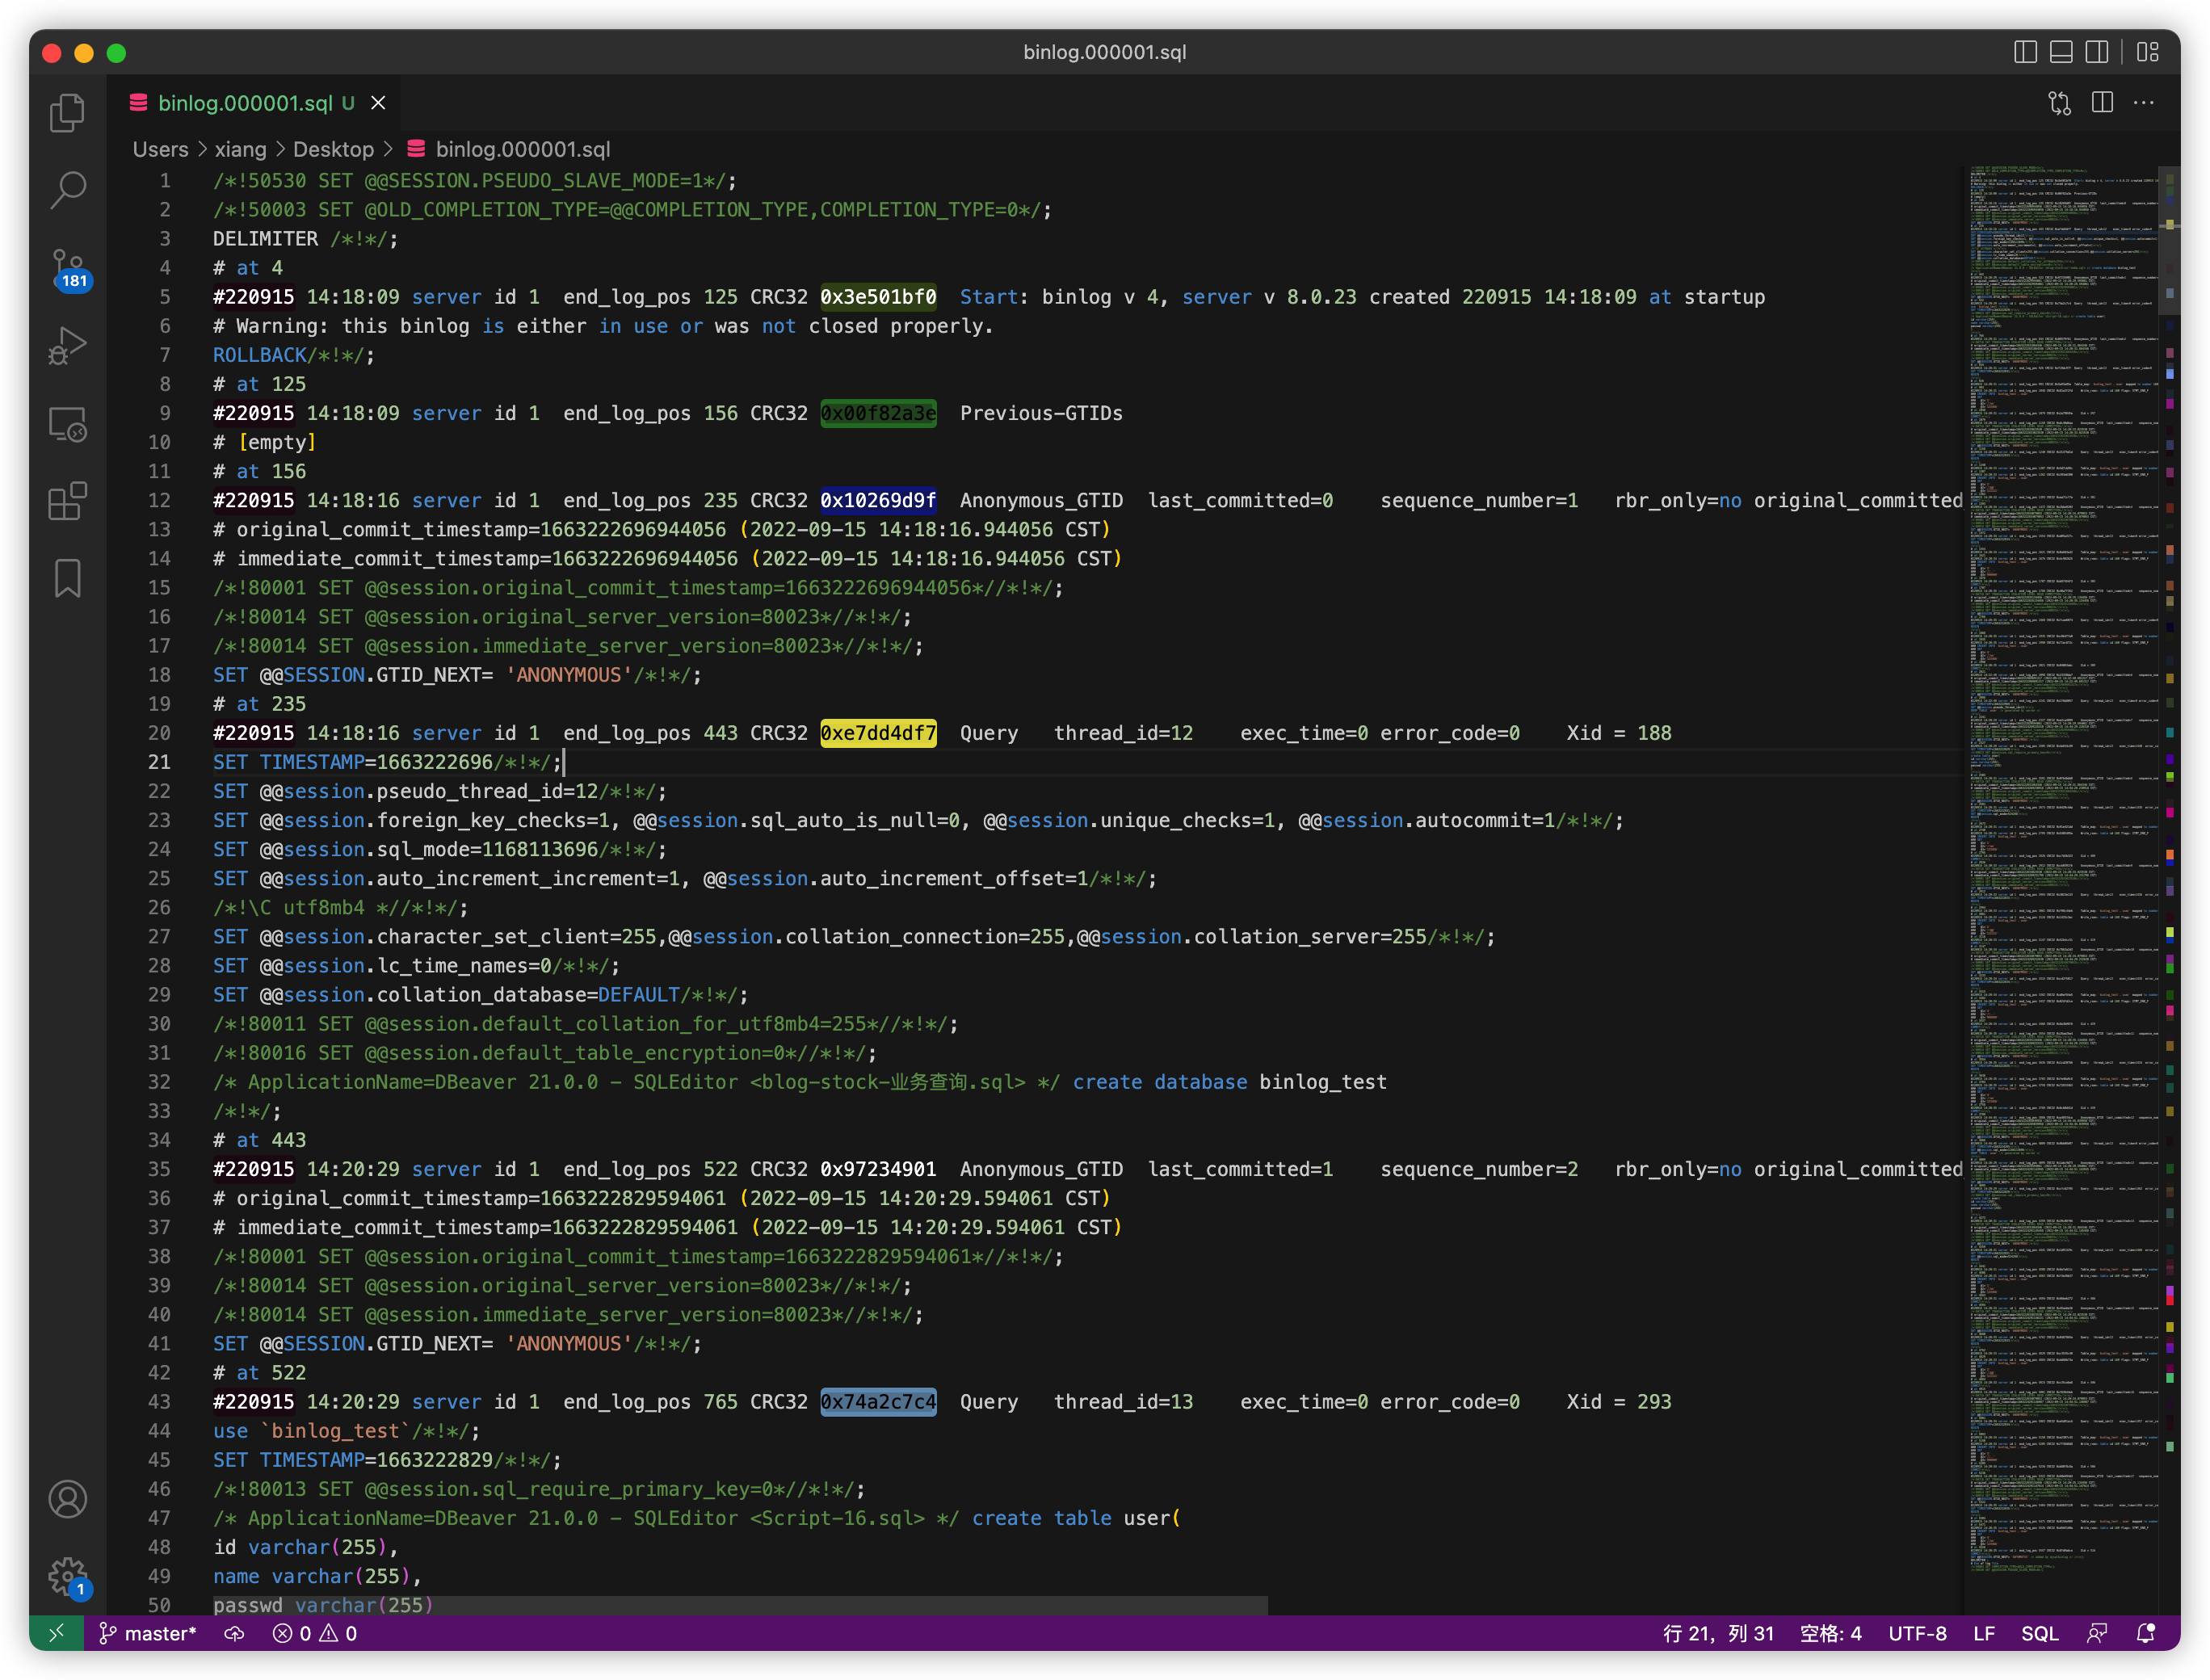 binlog.000001.sql
binlog.000001.sql U
Users > xiang > Desktop > binlog.000001.sql
1 /*!50530 SET @@SESSION.PSEUDO_SLAVE_MODE=1*/;
2 /*!50003 SET @OLD_COMPLETION_TYPE=@@COMPLETION_TYPE,COMPLETION_TYPE=0*/;
3 DELIMITER /*!*/;
4 # at 4
5 #220915 14:18:09 server id 1  end_log_pos 125 CRC32 0x3e501bf0  Start: binlog v 4, server v 8.0.23 created 220915 14:18:09 at startup
6 # Warning: this binlog is either in use or was not closed properly.
7 ROLLBACK/*!*/;
8 # at 125
9 #220915 14:18:09 server id 1  end_log_pos 156 CRC32 0x00f82a3e  Previous-GTIDs
10 # [empty]
11 # at 156
12 #220915 14:18:16 server id 1  end_log_pos 235 CRC32 0x10269d9f  Anonymous_GTID  last_committed=0    sequence_number=1   rbr_only=no original_committed
13 # original_commit_timestamp=1663222696944056 (2022-09-15 14:18:16.944056 CST)
14 # immediate_commit_timestamp=1663222696944056 (2022-09-15 14:18:16.944056 CST)
15 /*!80001 SET @@session.original_commit_timestamp=1663222696944056*//*!*/;
16 /*!80014 SET @@session.original_server_version=80023*//*!*/;
17 /*!80014 SET @@session.immediate_server_version=80023*//*!*/;
18 SET @@SESSION.GTID_NEXT= 'ANONYMOUS'/*!*/;
19 # at 235
20 #220915 14:18:16 server id 1  end_log_pos 443 CRC32 0xe7dd4df7  Query   thread_id=12    exec_time=0 error_code=0    Xid = 188
21 SET TIMESTAMP=1663222696/*!*/;
22 SET @@session.pseudo_thread_id=12/*!*/;
23 SET @@session.foreign_key_checks=1, @@session.sql_auto_is_null=0, @@session.unique_checks=1, @@session.autocommit=1/*!*/;
24 SET @@session.sql_mode=1168113696/*!*/;
25 SET @@session.auto_increment_increment=1, @@session.auto_increment_offset=1/*!*/;
26 /*!\C utf8mb4 *//*!*/;
27 SET @@session.character_set_client=255,@@session.collation_connection=255,@@session.collation_server=255/*!*/;
28 SET @@session.lc_time_names=0/*!*/;
29 SET @@session.collation_database=DEFAULT/*!*/;
30 /*!80011 SET @@session.default_collation_for_utf8mb4=255*//*!*/;
31 /*!80016 SET @@session.default_table_encryption=0*//*!*/;
32 /* ApplicationName=DBeaver 21.0.0 - SQLEditor <blog-stock-业务查询.sql> */ create database binlog_test
33 /*!*/;
34 # at 443
35 #220915 14:20:29 server id 1  end_log_pos 522 CRC32 0x97234901  Anonymous_GTID  last_committed=1    sequence_number=2   rbr_only=no original_committed
36 # original_commit_timestamp=1663222829594061 (2022-09-15 14:20:29.594061 CST)
37 # immediate_commit_timestamp=1663222829594061 (2022-09-15 14:20:29.594061 CST)
38 /*!80001 SET @@session.original_commit_timestamp=1663222829594061*//*!*/;
39 /*!80014 SET @@session.original_server_version=80023*//*!*/;
40 /*!80014 SET @@session.immediate_server_version=80023*//*!*/;
41 SET @@SESSION.GTID_NEXT= 'ANONYMOUS'/*!*/;
42 # at 522
43 #220915 14:20:29 server id 1  end_log_pos 765 CRC32 0x74a2c7c4  Query   thread_id=13    exec_time=0 error_code=0    Xid = 293
44 use `binlog_test`/*!*/;
45 SET TIMESTAMP=1663222829/*!*/;
46 /*!80013 SET @@session.sql_require_primary_key=0*//*!*/;
47 /* ApplicationName=DBeaver 21.0.0 - SQLEditor <Script-16.sql> */ create table user(
48 id varchar(255),
49 name varchar(255),
50 passwd varchar(255)
181
1
master* 0 0 行 21, 列 31 空格: 4 UTF-8 LF SQL